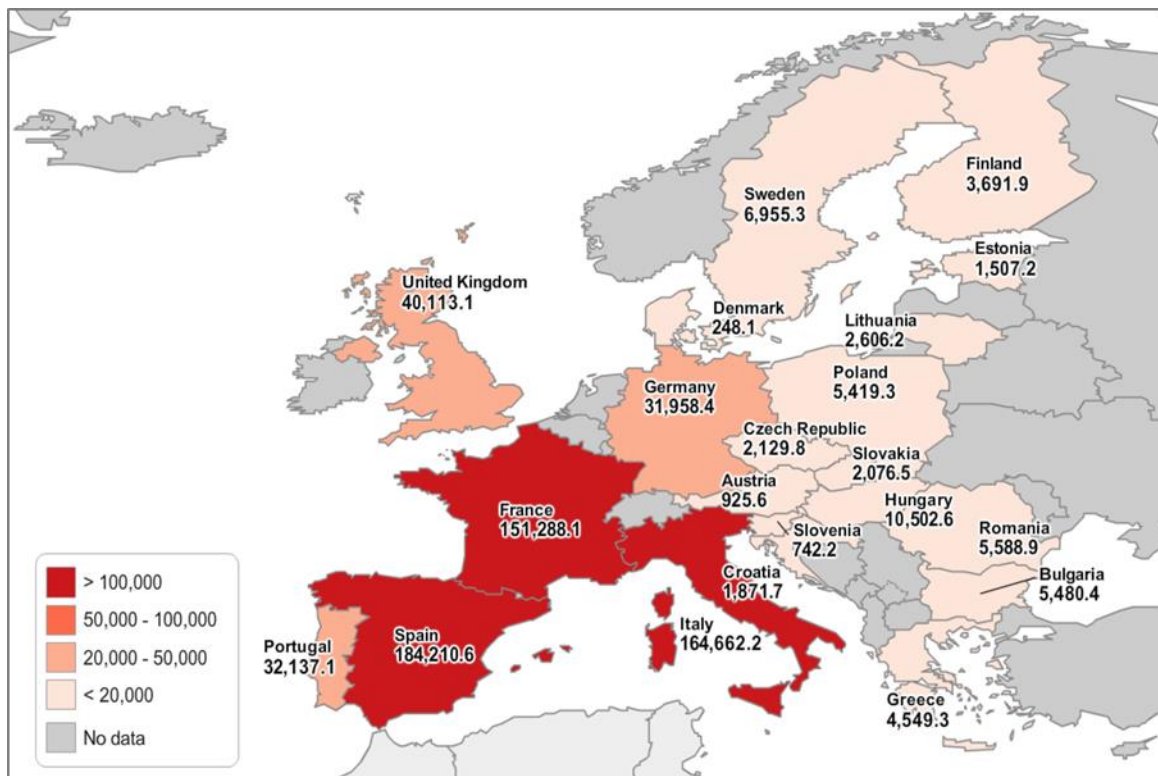 Finland
3,691.9
Sweden
6,955.3
Estonia
1,507.2
United Kingdom
40,113.1
Denmark
248.1
Lithuania
2,606.2
Poland
5,419.3
Germany
31,958.4
Czech Republic
2,129.8
Slovakia
2,076.5
Austria
925.6
Hungary
10,502.6
France
151,288.1
Slovenia
742.2
Romania
5,588.9
Croatia
1,871.7
Bulgaria
5,480.4
> 100,000
50,000 - 100,000
20,000 - 50,000
< 20,000
No data
Portugal
32,137.1
Spain
184,210.6
Italy
164,662.2
Greece
4,549.3